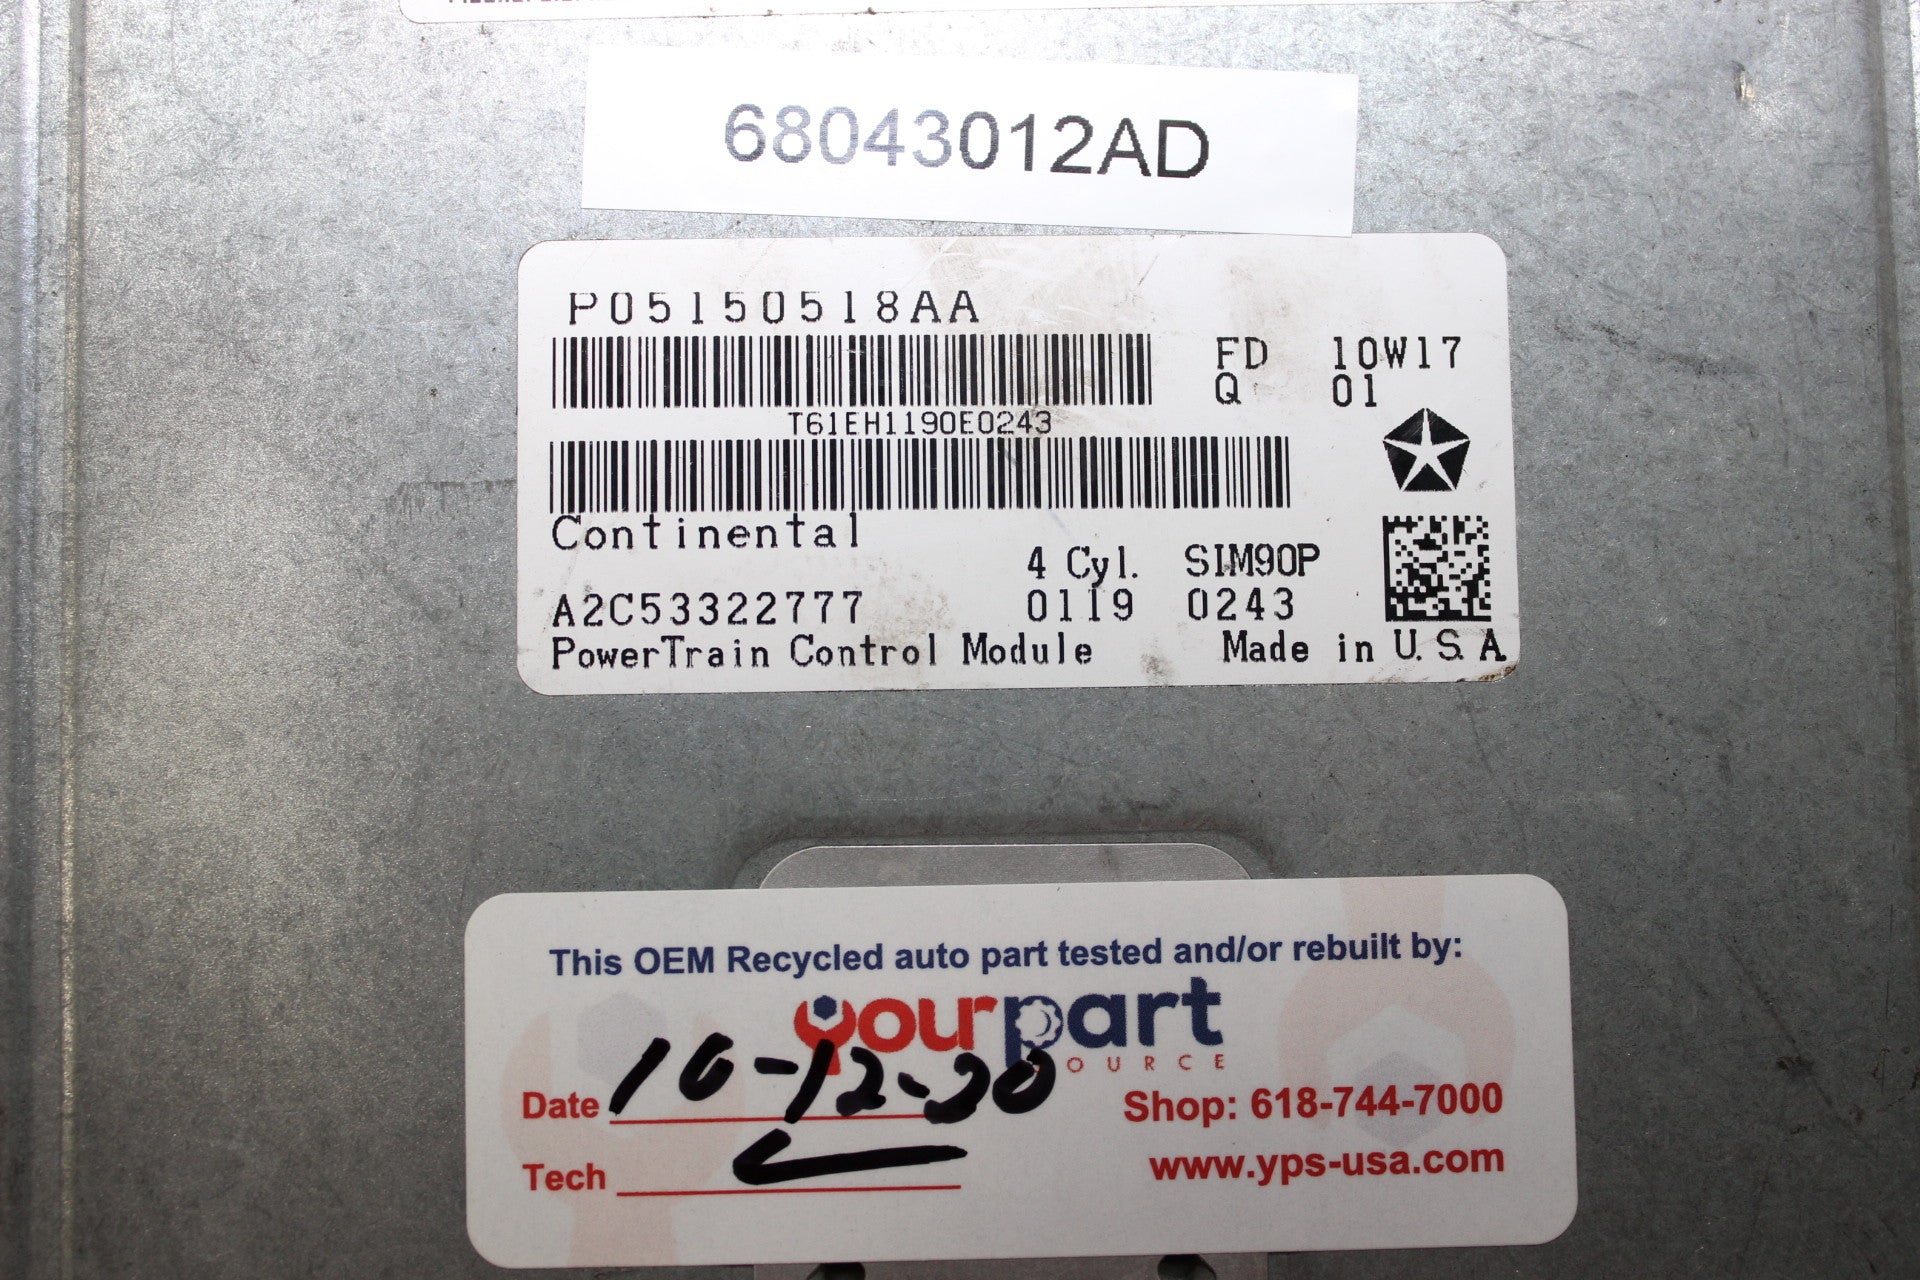 68043012AD
P05150518AA
FD 10W17
Q 01
T61EH1190E0243
Continental
4 Cyl. SIM90P
A2C53322777 0119 0243
PowerTrain Control Module Made in U.S.A
This OEM Recycled auto part tested and/or rebuilt by:
yourpart
OURCE
Date 10-12-20
Shop: 618-744-7000
Tech
www.yps-usa.com